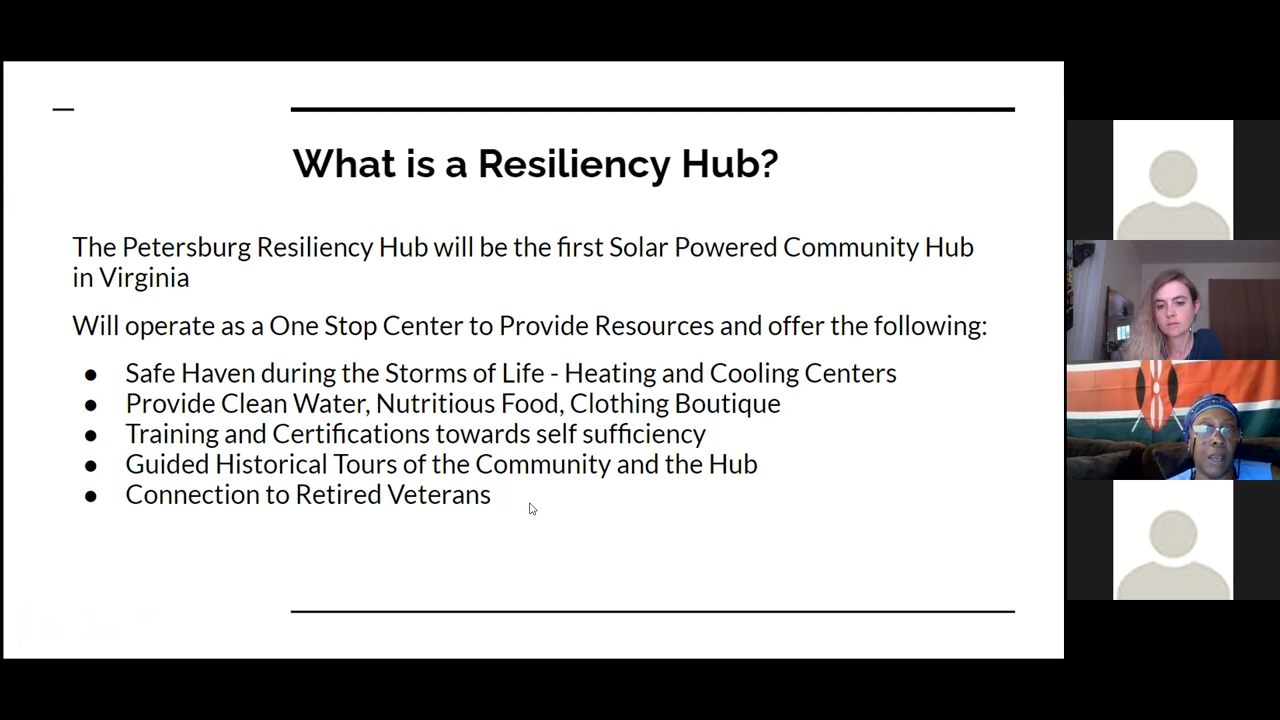 What is a Resiliency Hub?
The Petersburg Resiliency Hub will be the first Solar Powered Community Hub
in Virginia
Will operate as a One Stop Center to Provide Resources and offer the following:
● Safe Haven during the Storms of Life - Heating and Cooling Centers
● Provide Clean Water, Nutritious Food, Clothing Boutique
● Training and Certifications towards self sufficiency
● Guided Historical Tours of the Community and the Hub
● Connection to Retired Veterans